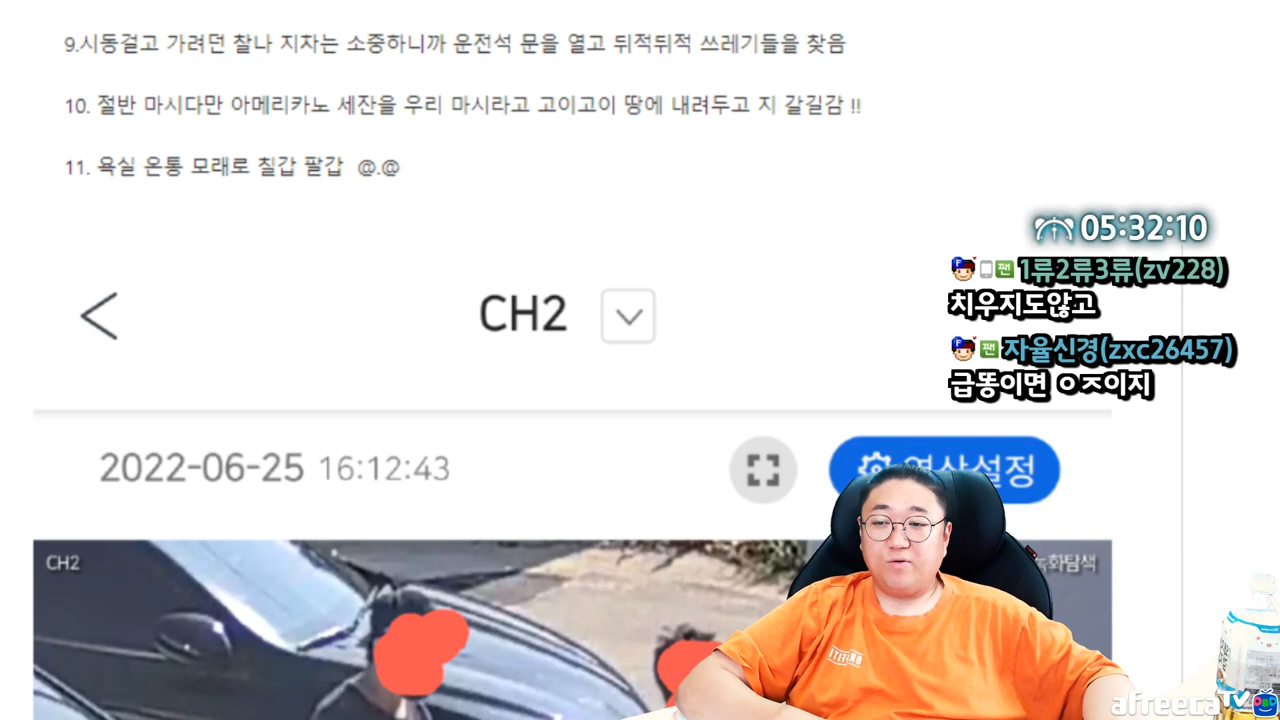 9.시동걸고 가려던 찰나 지차는 소중하니까 운전석 문을 열고 뒤적뒤적 쓰레기들을 찾음
10. 절반 마시다만 아메리카노 세잔을 우리 마시라고 고이고이 땅에 내려두고 지 갈길감 !!
11. 욕실 온통 모래로 칠갑 팔갑 @.@
05:32:10
1류2류3류(zv228)
치우지도않고
자율신경(zxc26457)
급똥이면 ㅇㅈ이지
CH2
2022-06-25 16:12:43
영상설정
CH2
녹화탐색
afreecaTV